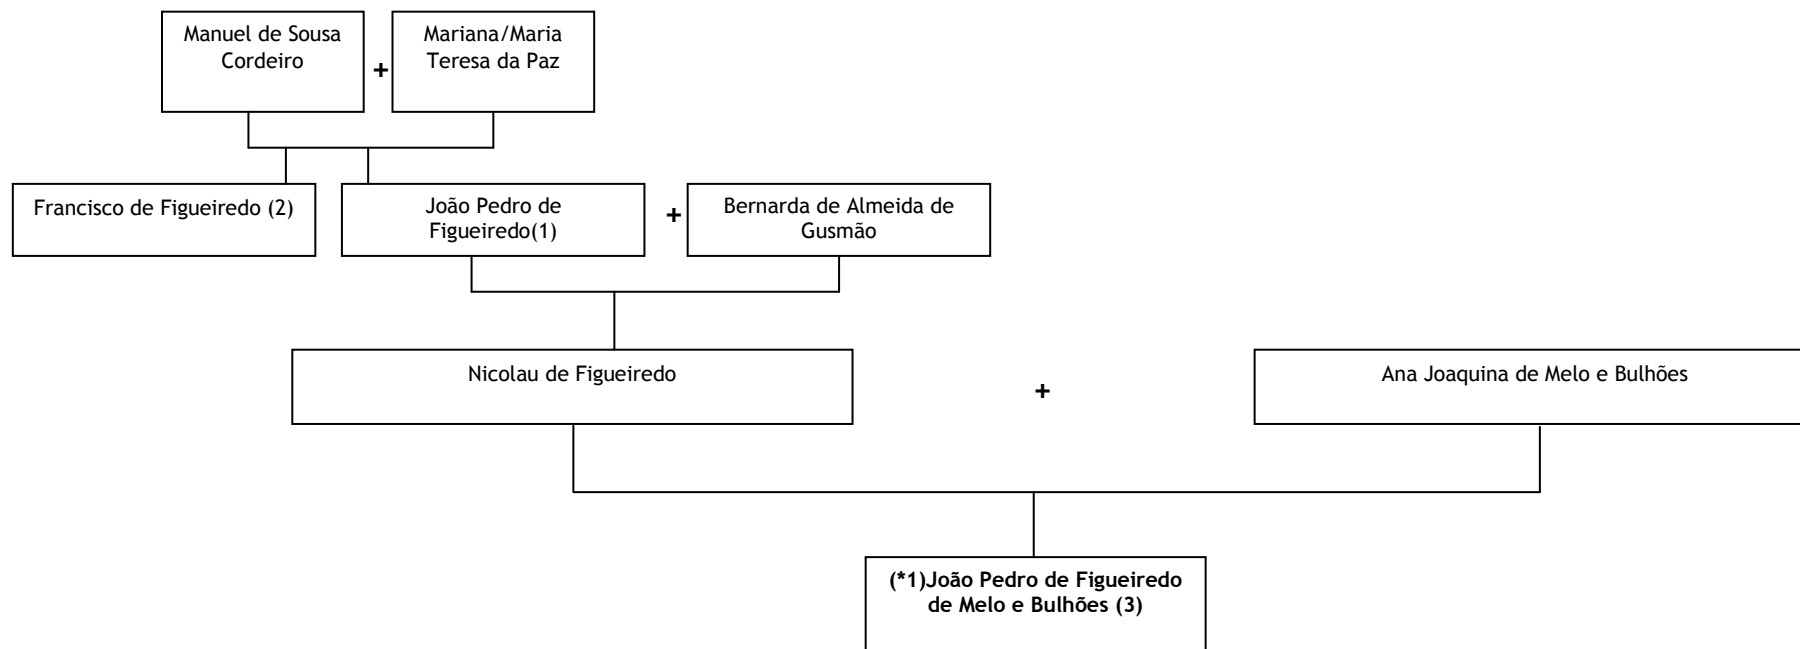 Manuel de Sousa
Cordeiro
+
Mariana/Maria
Teresa da Paz
Francisco de Figueiredo (2)
João Pedro de
Figueiredo(1)
+
Bernarda de Almeida de
Gusmão
Nicolau de Figueiredo
+
Ana Joaquina de Melo e Bulhões
(*1)João Pedro de Figueiredo
de Melo e Bulhões (3)